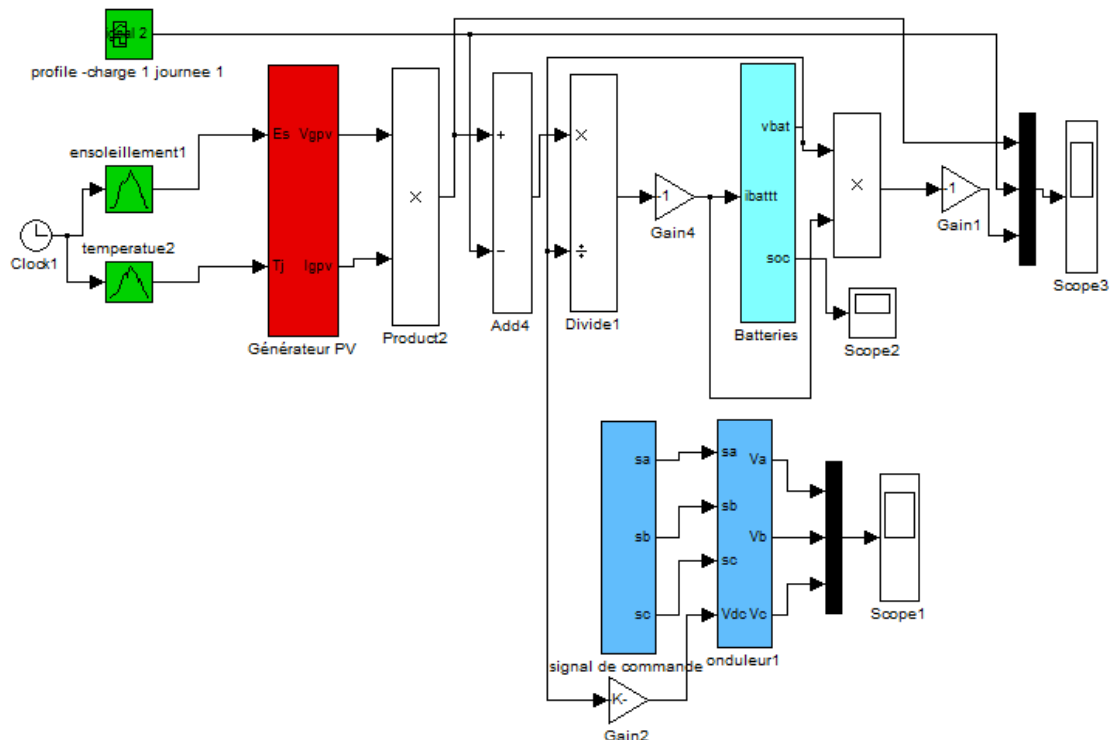 gnal 2
profile -charge 1 journee 1
ensoleillement1
Clock1
temperatue2
Es Vgpv
Tj Igpv
Générateur PV
×
Product2
+
−
Add4
×
÷
Divide1
-1
Gain4
vbat
ibattt
soc
Batteries
×
-1
Gain1
Scope3
Scope2
sa
sb
sc
signal de commande
sa Va
sb Vb
sc
Vdc Vc
onduleur1
Scope1
-K-
Gain2